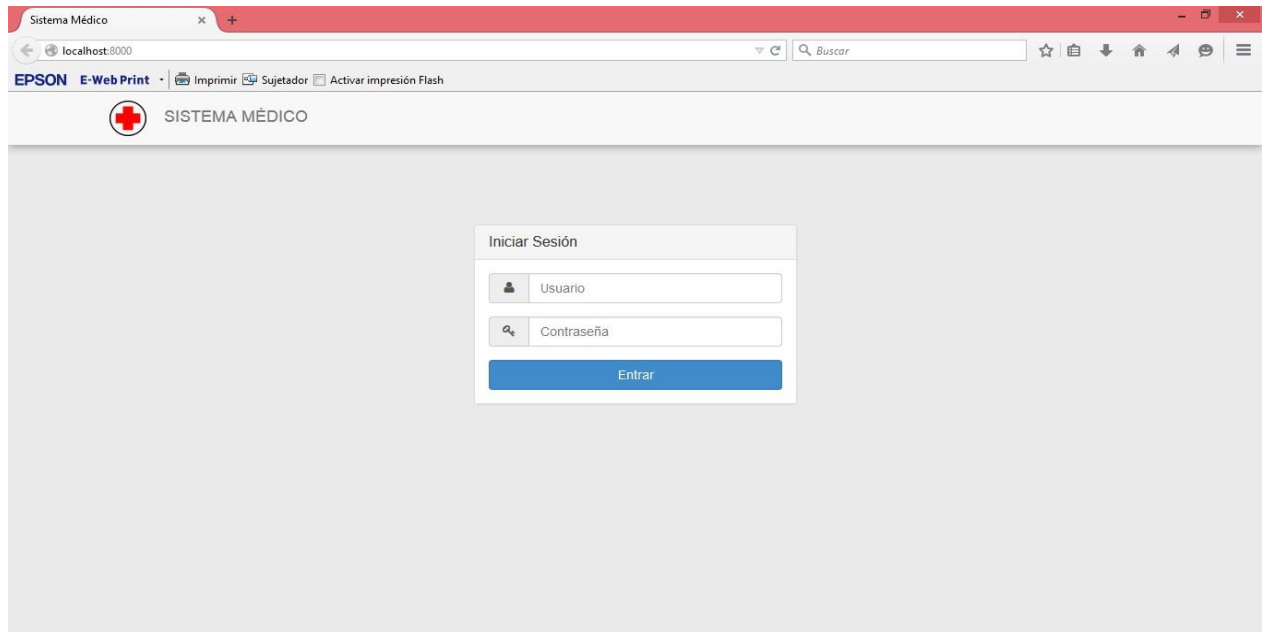 Sistema Médico
localhost:8000
Buscar
EPSON E-Web Print Imprimir Sujetador Activar impresión Flash
SISTEMA MÉDICO
Iniciar Sesión
Usuario
Contraseña
Entrar